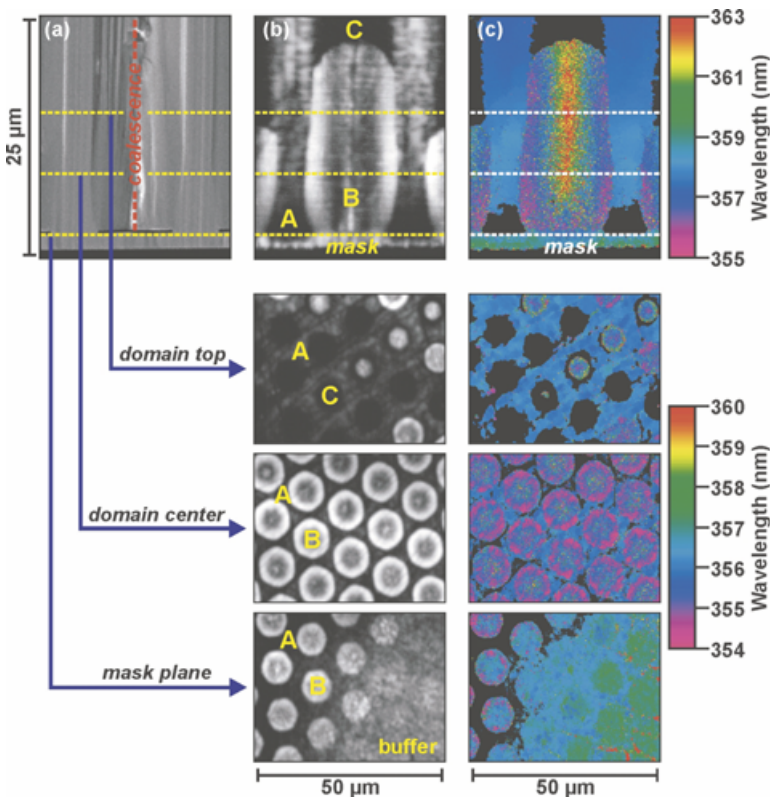 (a)
coalescence
25 µm
(b)
C
B
A
mask
(c)
mask
363
361
359
357
355
Wavelength (nm)
domain top
A
C
domain center
A
B
mask plane
A
B
buffer
360
359
358
357
356
355
354
Wavelength (nm)
50 µm
50 µm